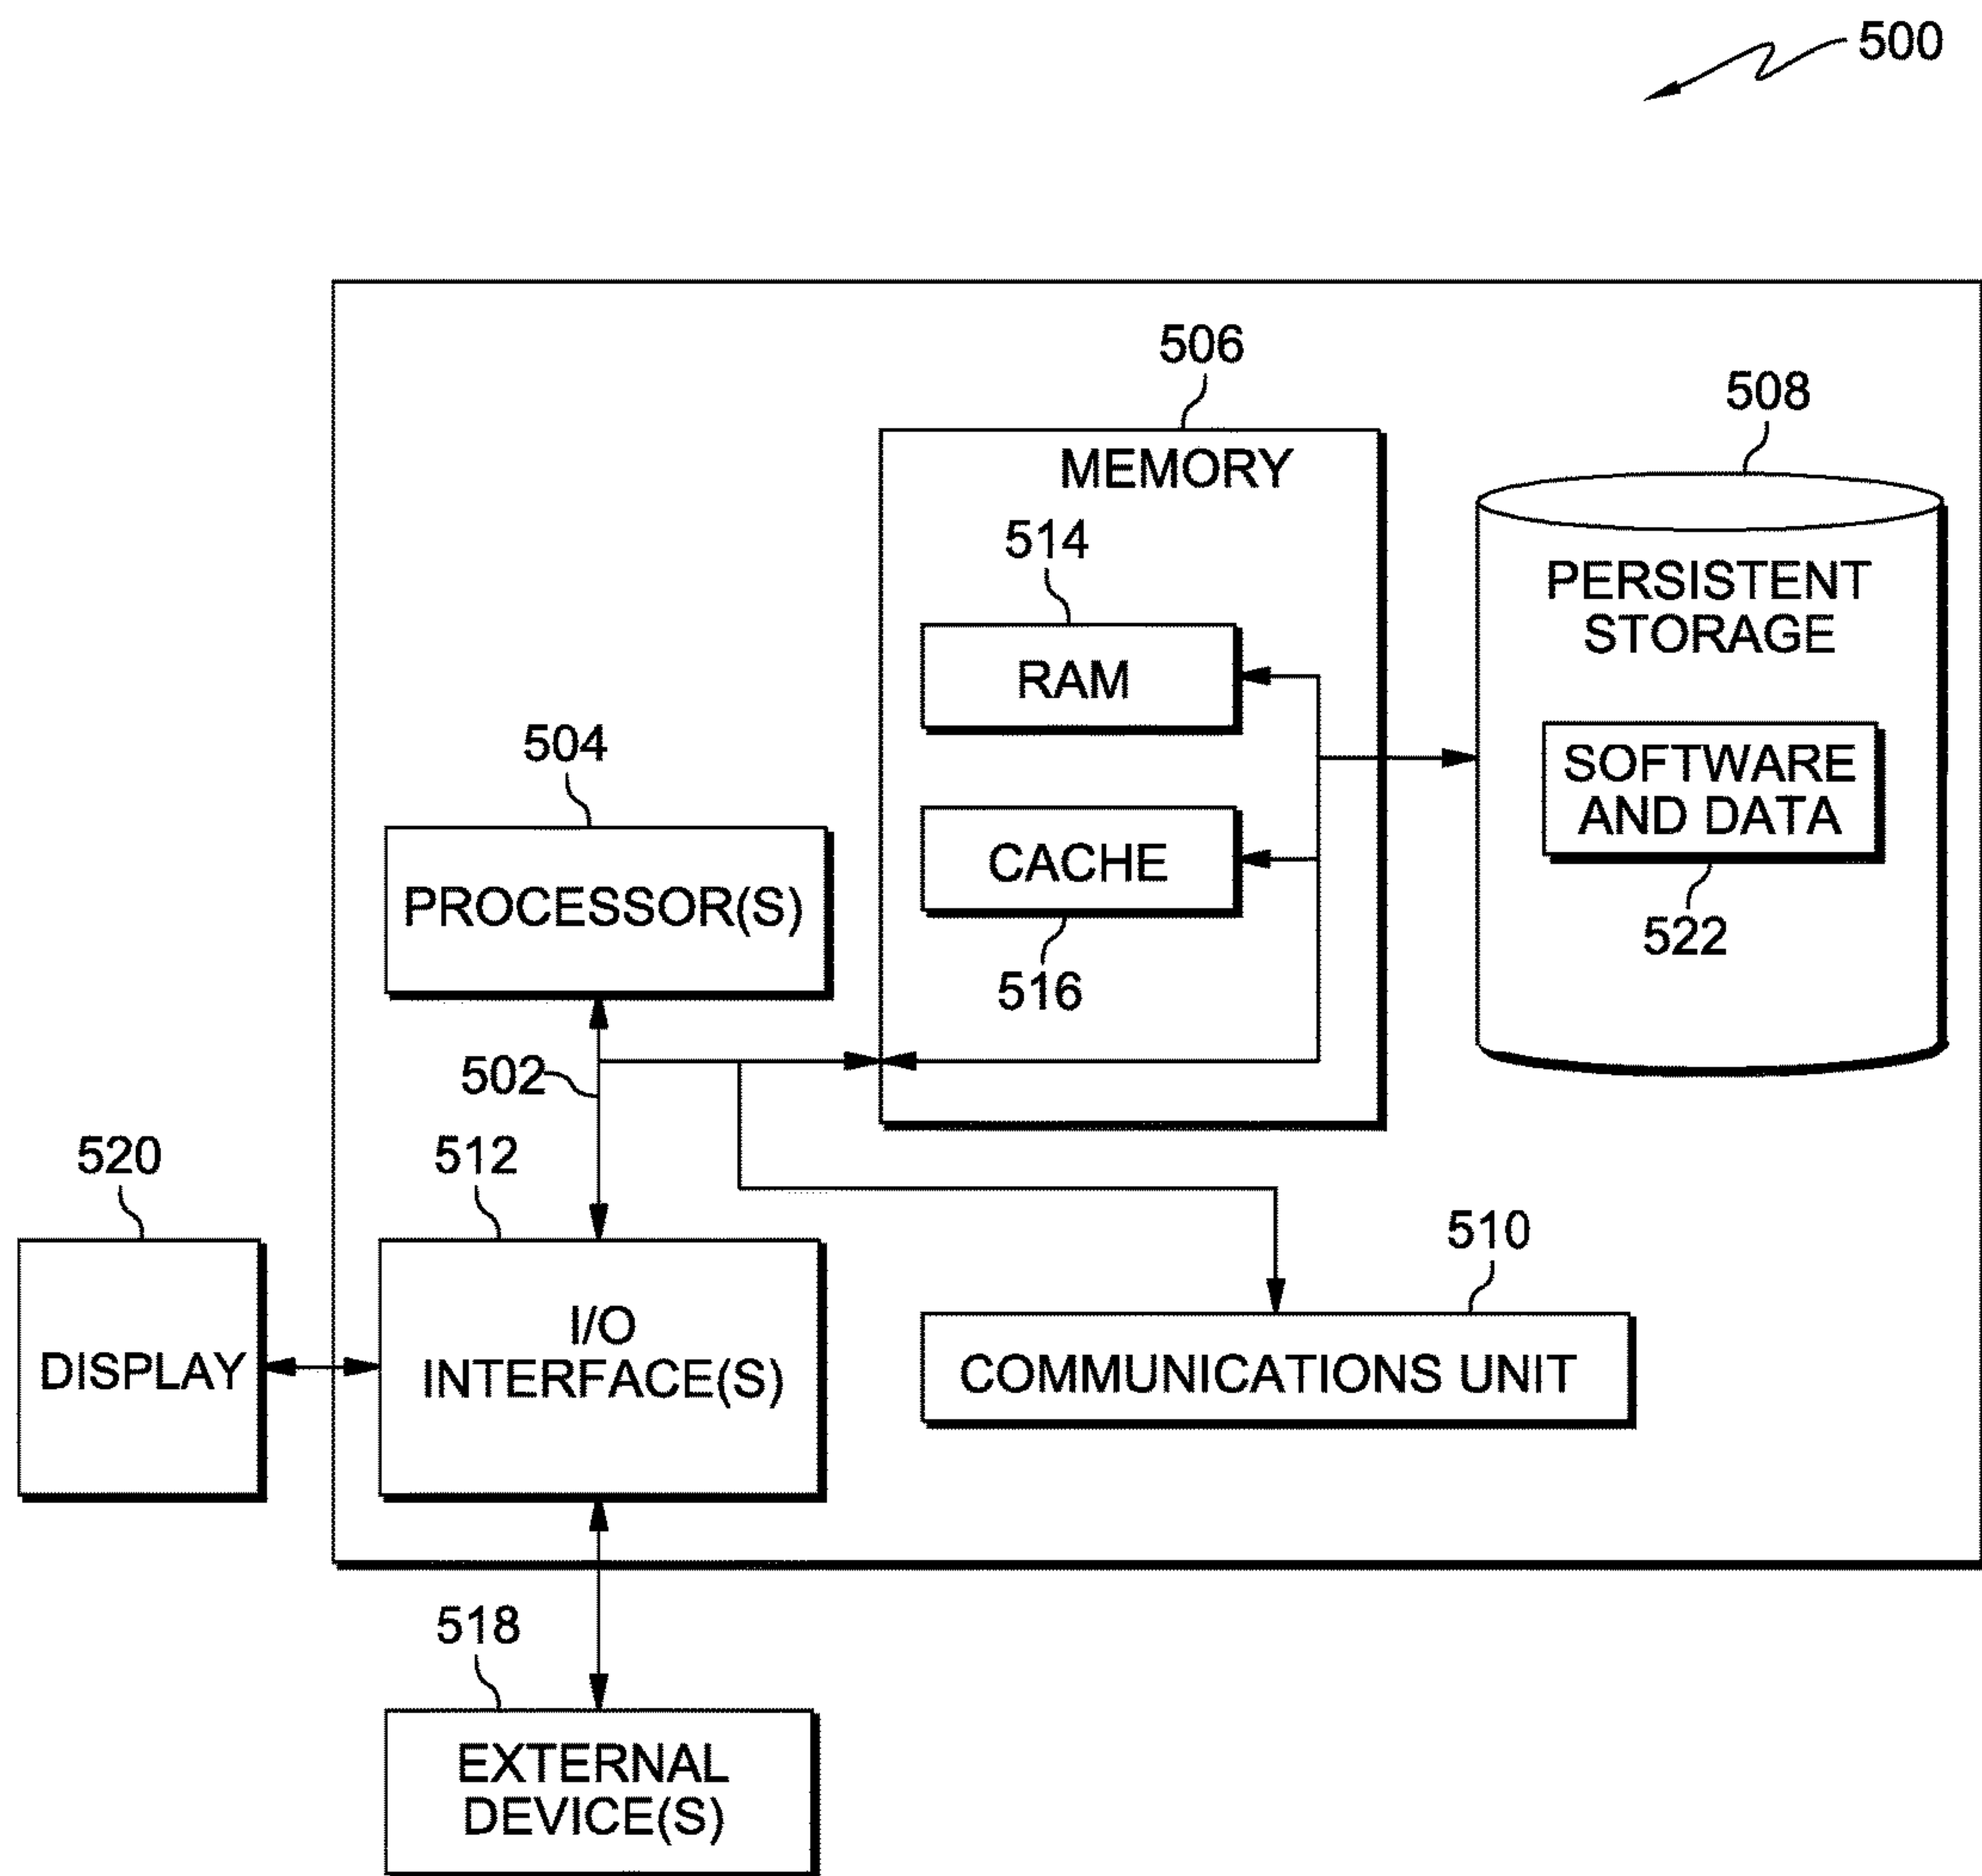 500
506
508
MEMORY
514
PERSISTENT
STORAGE
RAM
504
SOFTWARE
AND DATA
CACHE
PROCESSOR(S)
522
516
502
520
512
510
I/O
INTERFACE(S)
DISPLAY
COMMUNICATIONS UNIT
518
EXTERNAL
DEVICE(S)